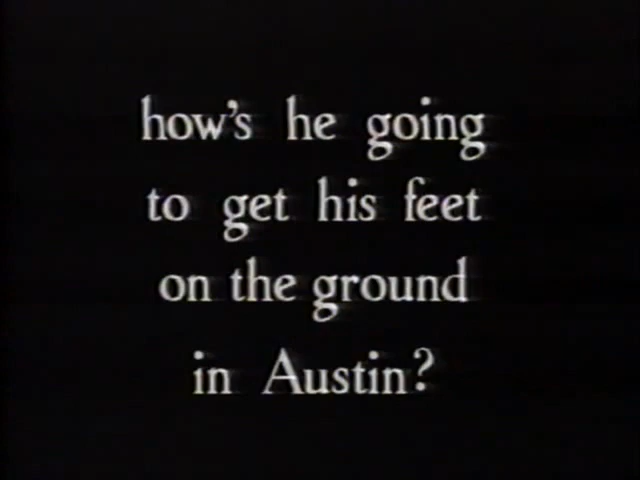 how's he going
to get his feet
on the ground
in Austin?